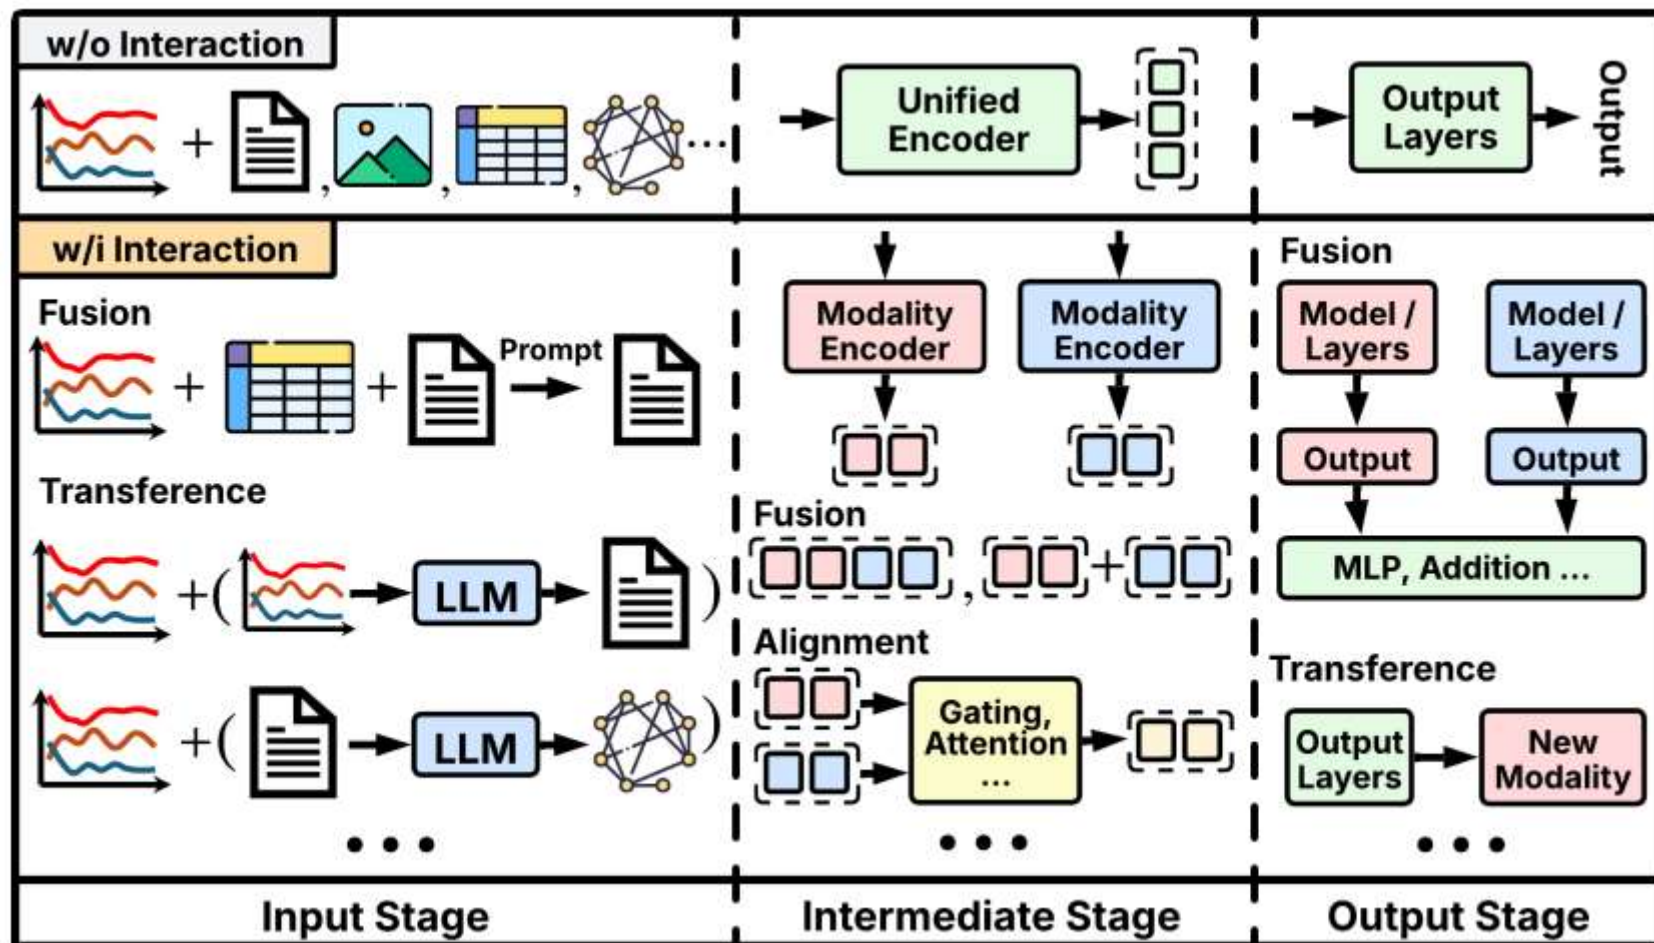 w/o Interaction
+ , , , ...
Unified
Encoder
Output
Layers
Output
w/i Interaction
Fusion
+ + Prompt
Transference
+( LLM )
+( LLM )
...
Modality
Encoder
Modality
Encoder
Fusion
, +
Alignment
Gating,
Attention
...
...
Fusion
Model /
Layers
Model /
Layers
Output
Output
MLP, Addition ...
Transference
Output
Layers
New
Modality
...
Input Stage
Intermediate Stage
Output Stage